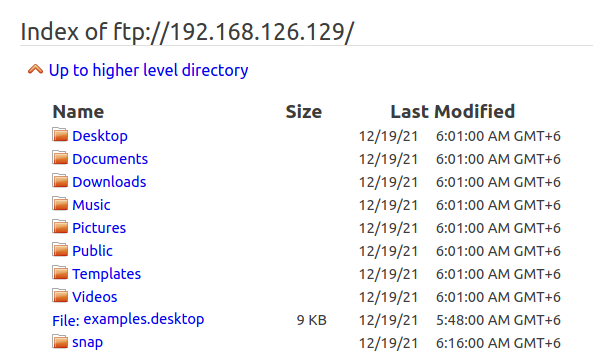 Index of ftp://192.168.126.129/
Up to higher level directory
Name Size Last Modified
Desktop 12/19/21 6:01:00 AM GMT+6
Documents 12/19/21 6:01:00 AM GMT+6
Downloads 12/19/21 6:01:00 AM GMT+6
Music 12/19/21 6:01:00 AM GMT+6
Pictures 12/19/21 6:01:00 AM GMT+6
Public 12/19/21 6:01:00 AM GMT+6
Templates 12/19/21 6:01:00 AM GMT+6
Videos 12/19/21 6:01:00 AM GMT+6
File: examples.desktop 9 KB 12/19/21 5:48:00 AM GMT+6
snap 12/19/21 6:16:00 AM GMT+6